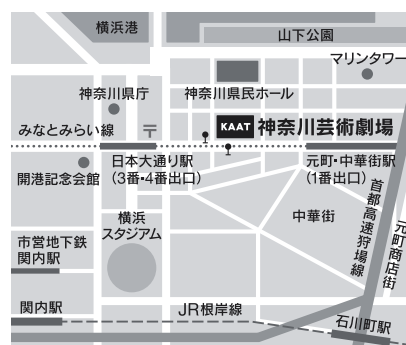 横浜港
山下公園
マリンタワー
神奈川県庁
神奈川県民ホール
みなとみらい線
〒
KAAT 神奈川芸術劇場
日本大通り駅
(3番・4番出口)
元町・中華街駅
(1番出口)
開港記念会館
首都高速狩場線
元町商店街
横浜
スタジアム
中華街
市営地下鉄
関内駅
関内駅
JR根岸線
石川町駅